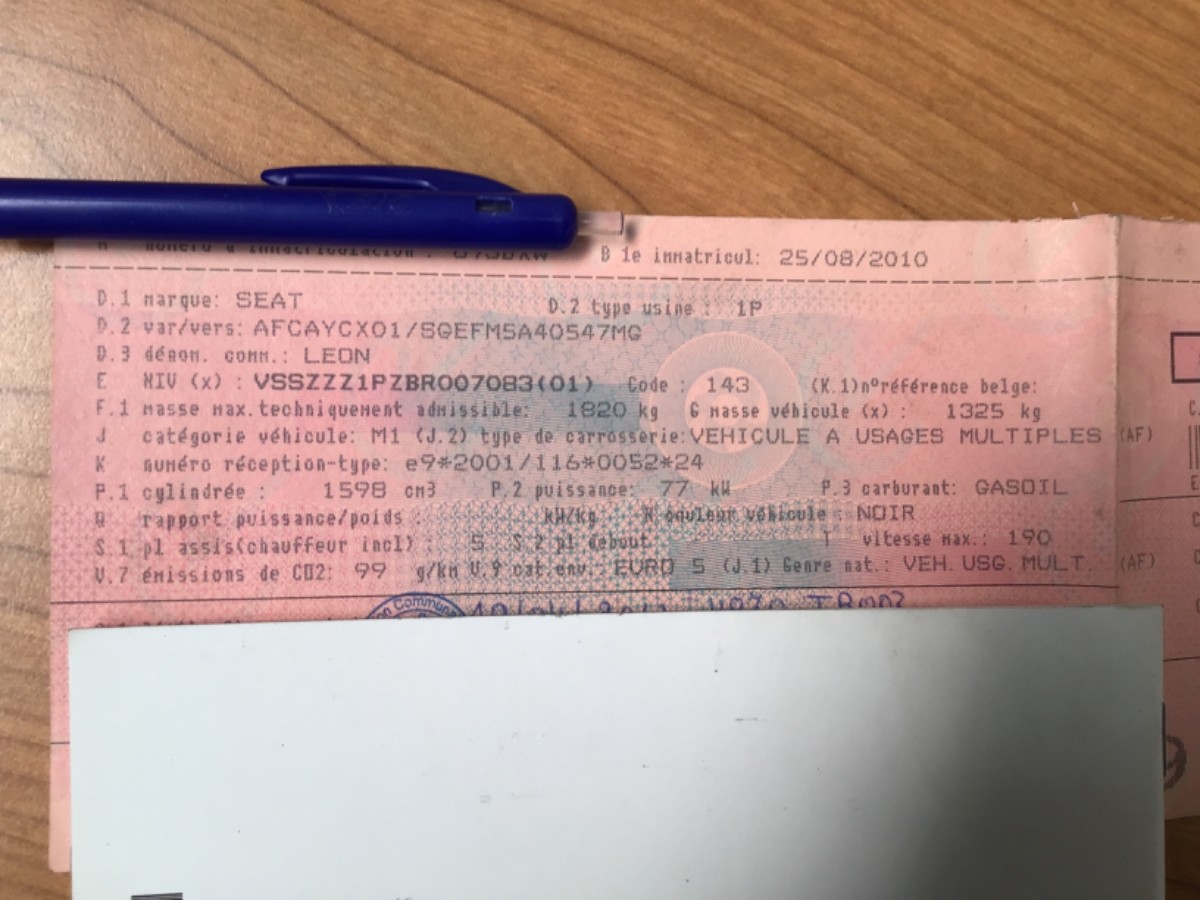 numéro d'immatriculation : B 1e immatricul: 25/08/2010
D.1 marque: SEAT D.2 type usine : 1P
D.2 var/vers: AFCAYCX01/SGEFM5A40547MG
D.3 dénom. comm.: LEON
E NIV (x) : VSSZZZ1PZBR007083(01) Code : 143 (K.1)n°référence belge:
F.1 masse max.techniquement admissible: 1820 kg G masse véhicule (x) : 1325 kg
J catégorie véhicule: M1 (J.2) type de carrosserie:VEHICULE A USAGES MULTIPLES (AF)
K numéro réception-type: e9*2001/116*0052*24
P.1 cylindrée : 1598 cm3 P.2 puissance: 77 kW P.3 carburant: GASOIL
Q rapport puissance/poids : kW/kg R couleur véhicule : NOIR
S.1 pl assis(chauffeur incl) : 5 S.2 pl debout T vitesse max.: 190
V.7 émissions de CO2: 99 g/km V.9 cat.env.: EURO 5 (J.1) Genre nat.: VEH. USG. MULT. (AF)